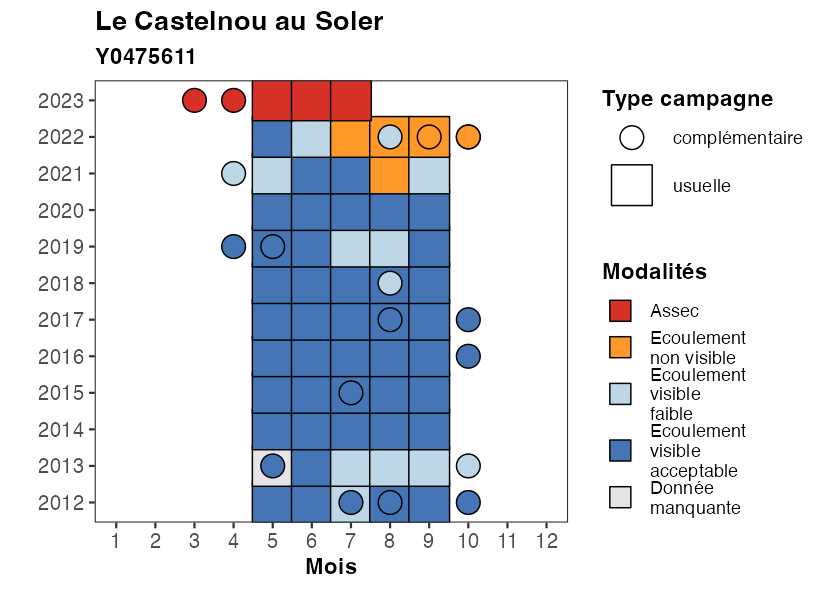 Le Castelnou au Soler
Y0475611
2023
2022
2021
2020
2019
2018
2017
2016
2015
2014
2013
2012
1 2 3 4 5 6 7 8 9 10 11 12
Mois
Type campagne
complémentaire
usuelle
Modalités
Assec
Ecoulement
non visible
Ecoulement
visible
faible
Ecoulement
visible
acceptable
Donnée
manquante